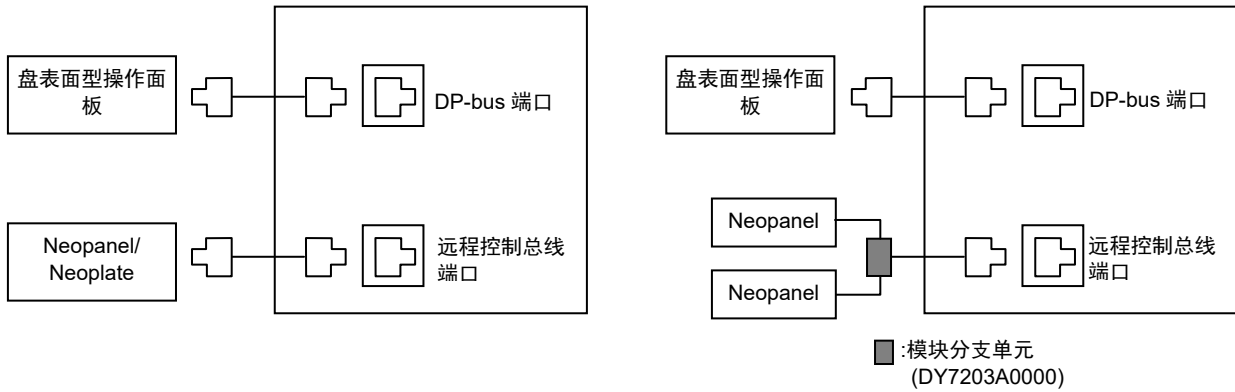 盘表面型操作面
板
DP-bus 端口
Neopanel/
Neoplate
远程控制总线
端口
盘表面型操作面
板
DP-bus 端口
Neopanel
Neopanel
远程控制总线
端口
:模块分支单元
(DY7203A0000)